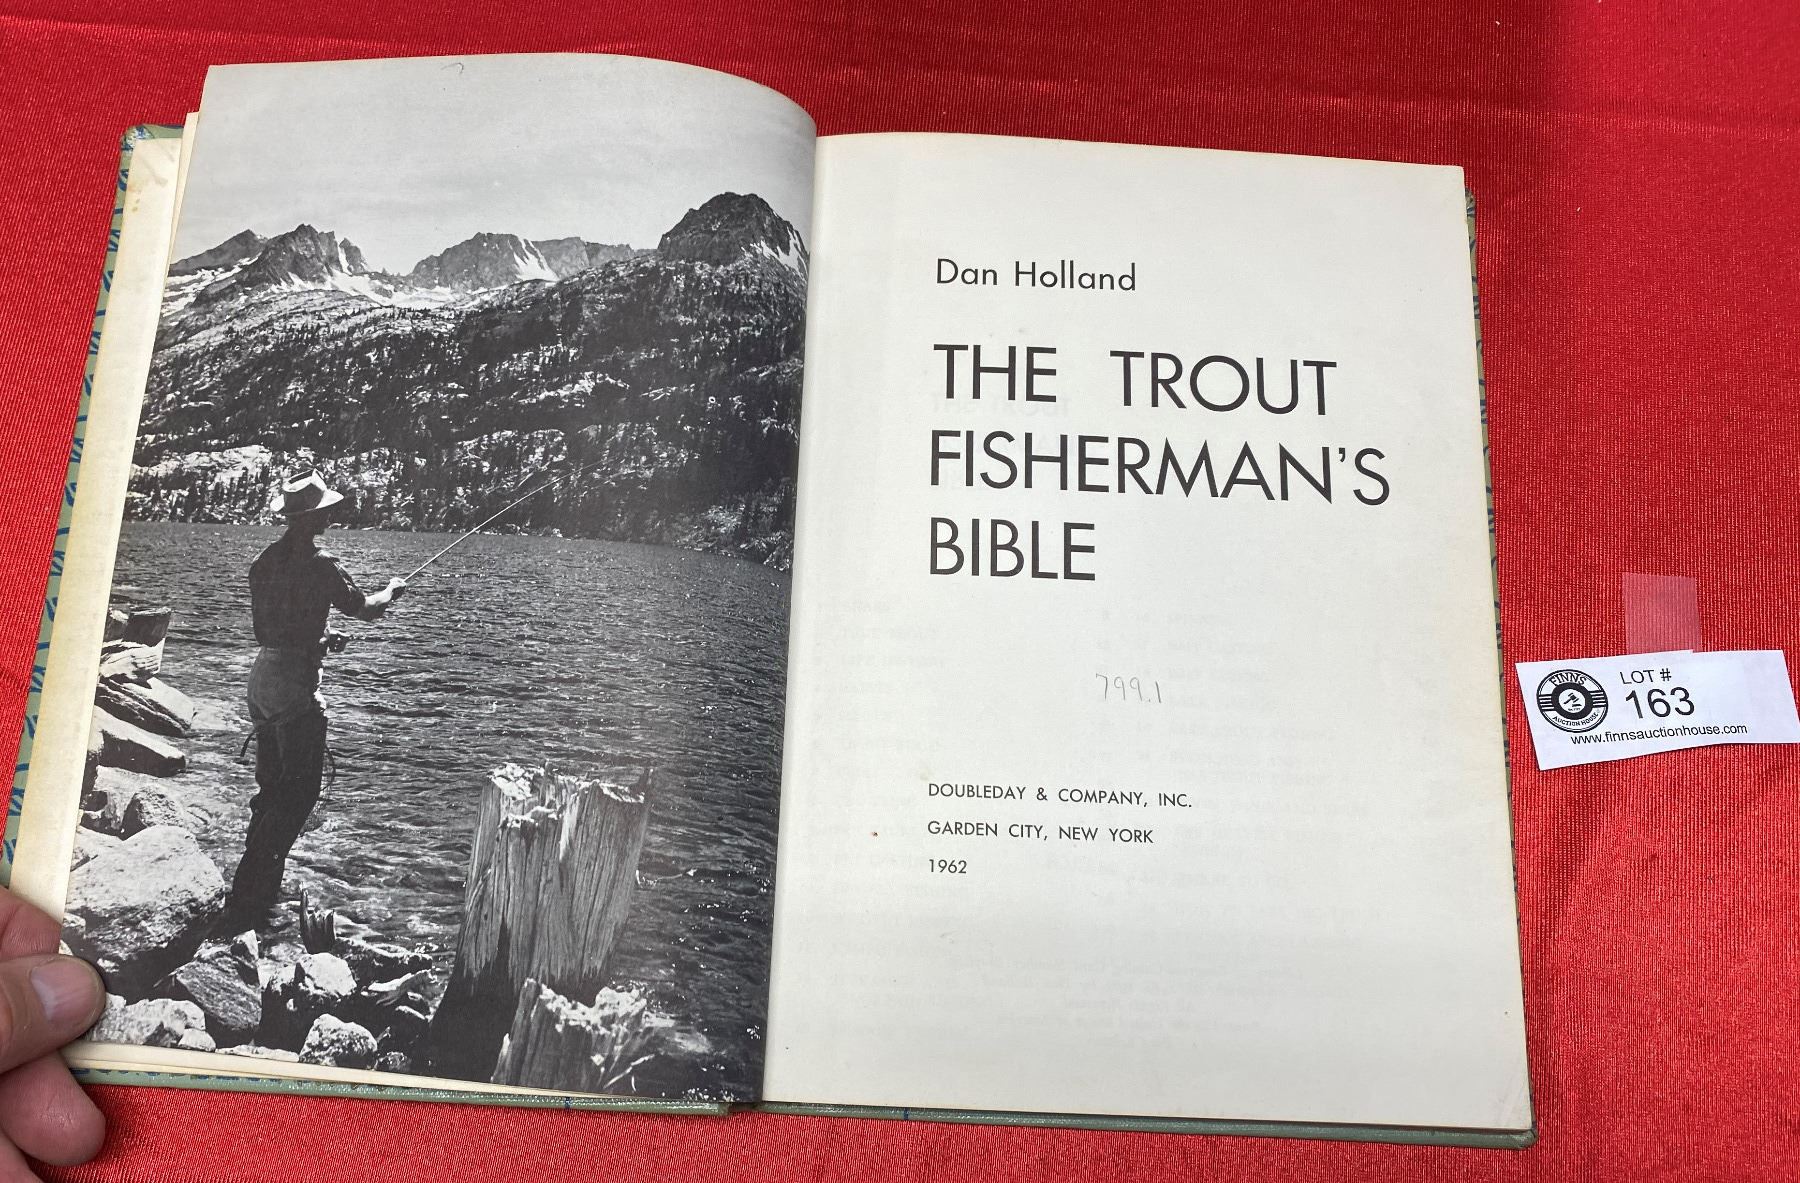 Dan Holland
THE TROUT
FISHERMAN'S
BIBLE
799.1
DOUBLEDAY & COMPANY, INC.
GARDEN CITY, NEW YORK
1962
FINNS
AUCTION HOUSE
LOT #
163
www.finnsauctionhouse.com